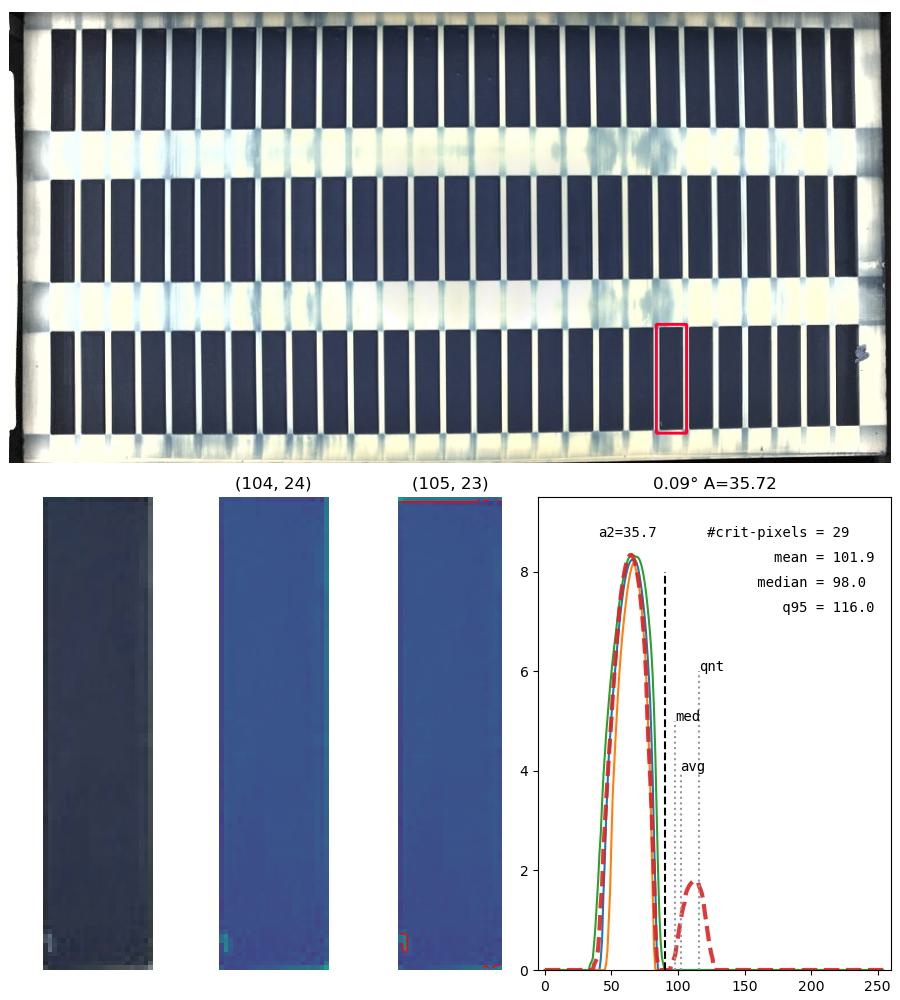 (104, 24)
(105, 23)
0.09° A=35.72
a2=35.7
#crit-pixels = 29
mean = 101.9
median = 98.0
q95 = 116.0
qnt
med
avg
8
6
4
2
0
0 50 100 150 200 250